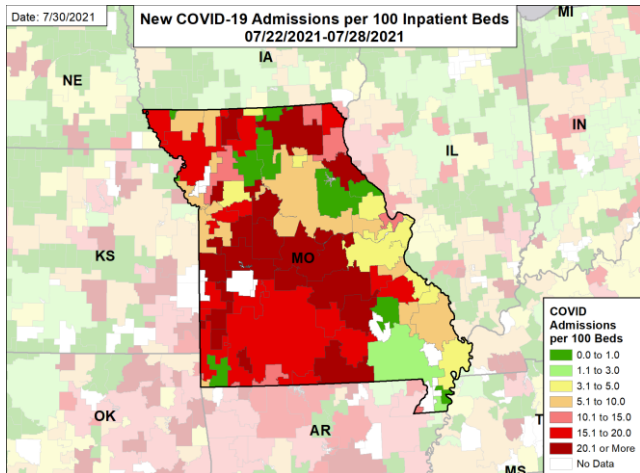 Date: 7/30/2021
New COVID-19 Admissions per 100 Inpatient Beds
07/22/2021-07/28/2021
MI
NE
IA
IN
IL
KS
MO
OK
AR
MS
COVID
Admissions
per 100 Beds
0.0 to 1.0
1.1 to 3.0
3.1 to 5.0
5.1 to 10.0
10.1 to 15.0
15.1 to 20.0
20.1 or More
No Data